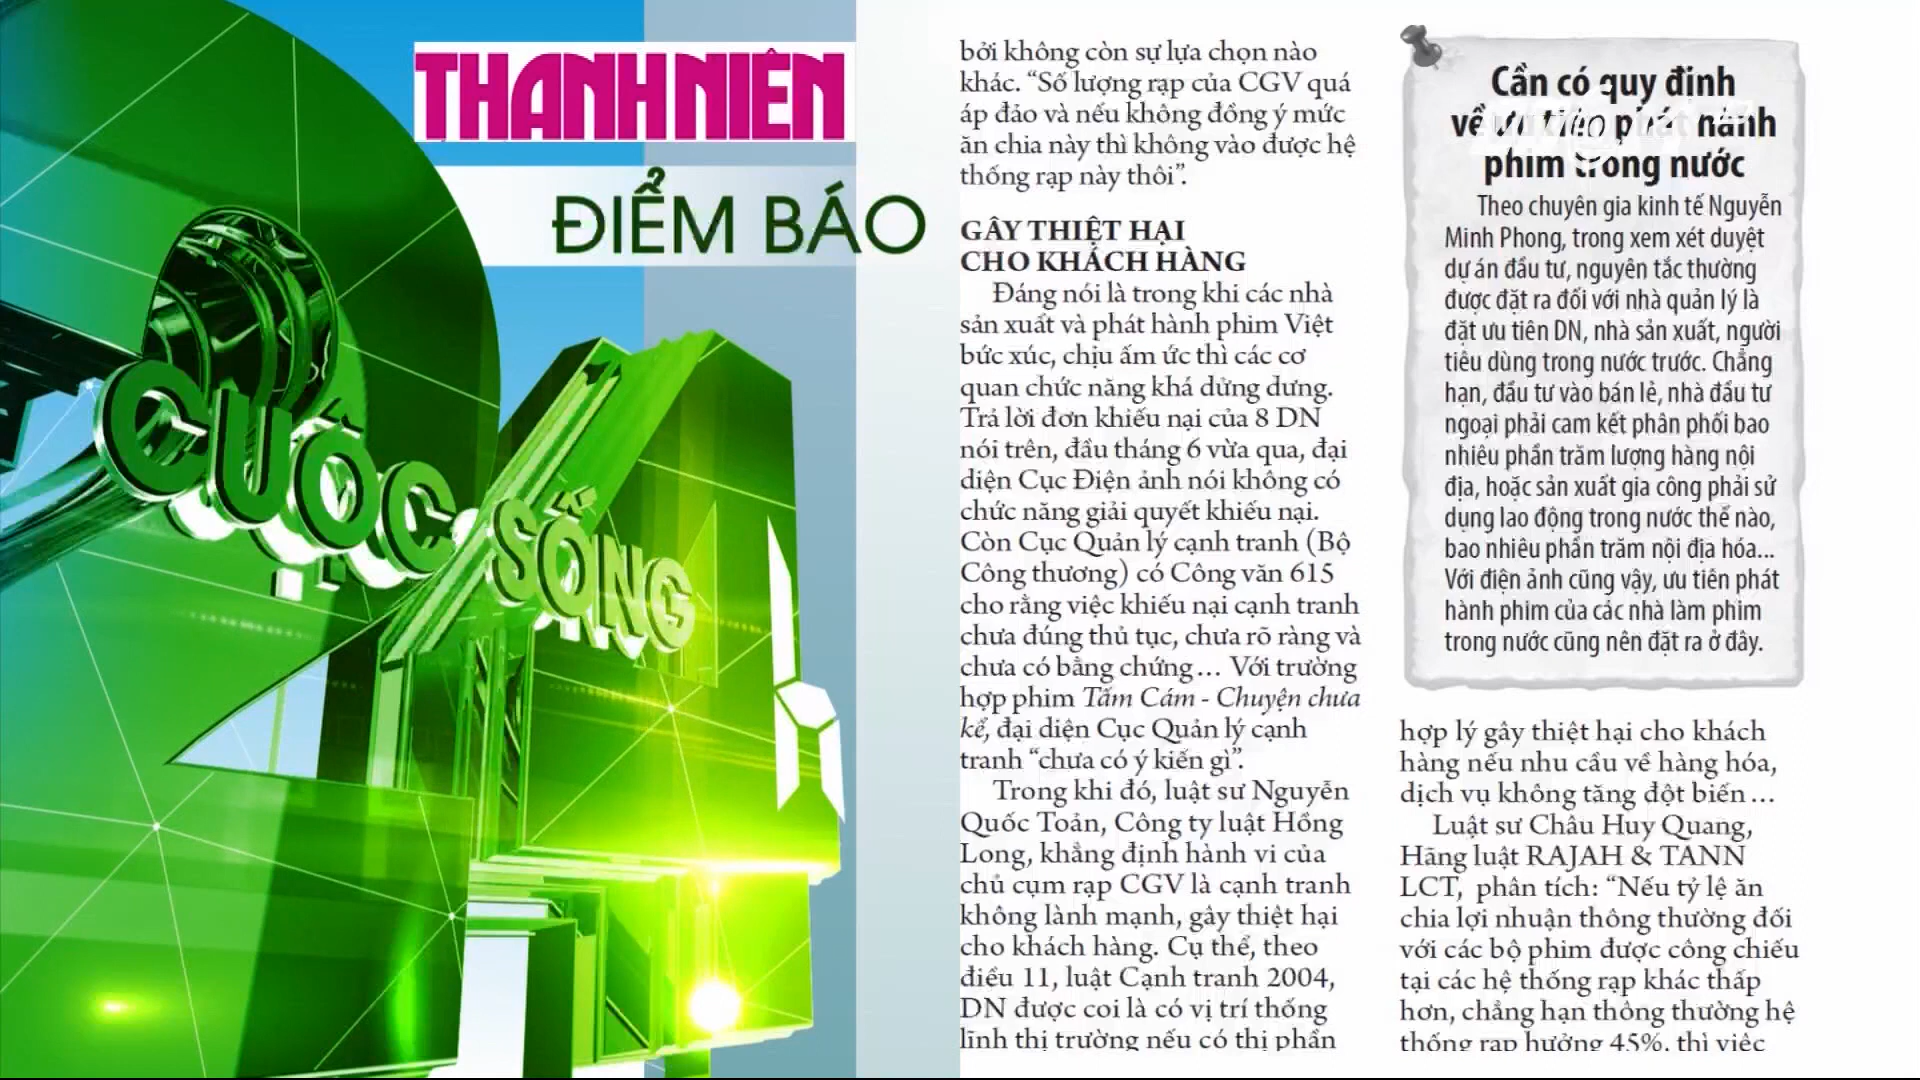 THANH NIÊN
ĐIỂM BÁO
CUỘC SỐNG
24h
bởi không còn sự lựa chọn nào
khác. “Số lượng rạp của CGV quá
áp đảo và nếu không đồng ý mức
ăn chia này thì không vào được hệ
thống rạp này thôi”.
GÂY THIỆT HẠI
CHO KHÁCH HÀNG
Đáng nói là trong khi các nhà
sản xuất và phát hành phim Việt
bức xúc, chịu ấm ức thì các cơ
quan chức năng khá dửng dưng.
Trả lời đơn khiếu nại của 8 DN
nói trên, đầu tháng 6 vừa qua, đại
diện Cục Điện ảnh nói không có
chức năng giải quyết khiếu nại.
Còn Cục Quản lý cạnh tranh (Bộ
Công thương) có Công văn 615
cho rằng việc khiếu nại cạnh tranh
chưa đúng thủ tục, chưa rõ ràng và
chưa có bằng chứng... Với trường
hợp phim Tấm Cám - Chuyện chưa
kể, đại diện Cục Quản lý cạnh
tranh “chưa có ý kiến gì”.
Trong khi đó, luật sư Nguyễn
Quốc Toản, Công ty luật Hồng
Long, khẳng định hành vi của
chủ cụm rạp CGV là cạnh tranh
không lành mạnh, gây thiệt hại
cho khách hàng. Cụ thể, theo
điều 11, luật Cạnh tranh 2004,
DN được coi là có vị trí thống
lĩnh thị trường nếu có thị phần
Cần có quy định
về ưu tiên phát hành
phim trong nước
Theo chuyên gia kinh tế Nguyễn
Minh Phong, trong xem xét duyệt
dự án đầu tư, nguyên tắc thường
được đặt ra đối với nhà quản lý là
đặt ưu tiên DN, nhà sản xuất, người
tiêu dùng trong nước trước. Chẳng
hạn, đầu tư vào bán lẻ, nhà đầu tư
ngoại phải cam kết phân phối bao
nhiêu phần trăm lượng hàng nội
địa, hoặc sản xuất gia công phải sử
dụng lao động trong nước thế nào,
bao nhiêu phần trăm nội địa hóa...
Với điện ảnh cũng vậy, ưu tiên phát
hành phim của các nhà làm phim
trong nước cũng nên đặt ra ở đây.
hợp lý gây thiệt hại cho khách
hàng nếu nhu cầu về hàng hóa,
dịch vụ không tăng đột biến...
Luật sư Châu Huy Quang,
Hãng luật RAJAH & TANN
LCT, phân tích: “Nếu tỷ lệ ăn
chia lợi nhuận thông thường đối
với các bộ phim được công chiếu
tại các hệ thống rạp khác thấp
hơn, chẳng hạn thông thường hệ
thống rạp hưởng 45%, thì việc